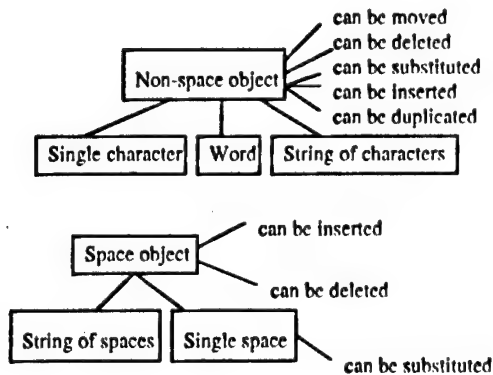 can be moved
can be deleted
Non-space object
can be substituted
can be inserted
can be duplicated
Single character
Word
String of characters
can be inserted
Space object
can be deleted
String of spaces
Single space
can be substituted